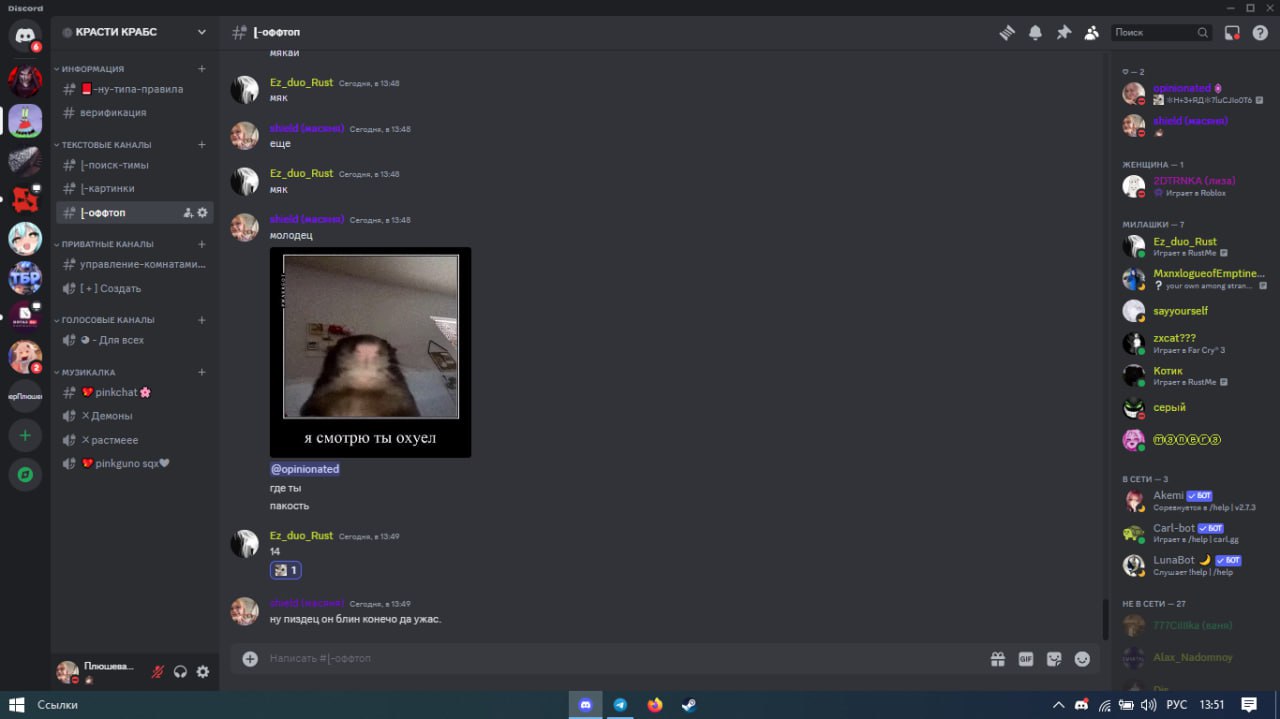 Discord
КРАСТИ КРАБС
ИНФОРМАЦИЯ
-ну-типа-правила
верификация
ТЕКСТОВЫЕ КАНАЛЫ
|-поиск-тимы
|-картинки
|-оффтоп
ПРИВАТНЫЕ КАНАЛЫ
управление-комнатами...
[ + ] Создать
ГОЛОСОВЫЕ КАНАЛЫ
- Для всех
МУЗИКАЛКА
pinkchat
Демоны
растмеее
pinkguno sqx
Плюшева...
|-оффтоп
Поиск
мякай
Ez_duo_Rust Сегодня, в 13:48
мяк
shield (масяня) Сегодня, в 13:48
еще
Ez_duo_Rust Сегодня, в 13:48
мяк
shield (масяня) Сегодня, в 13:48
молодец
я смотрю ты охуел
@opinionated
где ты
пакость
Ez_duo_Rust Сегодня, в 13:49
14
1
shield (масяня) Сегодня, в 13:49
ну пиздец он блин конечо да ужас.
Написать #|-оффтоп
GIF
— 2
opinionated
shield (масяня)
ЖЕНЩИНА — 1
2DTRNKA (лиза)
Играет в Roblox
МИЛАШКИ — 7
Ez_duo_Rust
Играет в RustMe
MxnxlogueofEmptine...
your own among stran...
sayyourself
zxcat???
Играет в Far Cry® 3
Котик
Играет в RustMe
серый
В СЕТИ — 3
Akemi БОТ
Соревнуется в /help | v2.7.3
Carl-bot БОТ
Играет в /help | carl.gg
LunaBot БОТ
Слушает !help | /help
НЕ В СЕТИ — 27
Alax_Nadomnoy
Ссылки
РУС
13:51